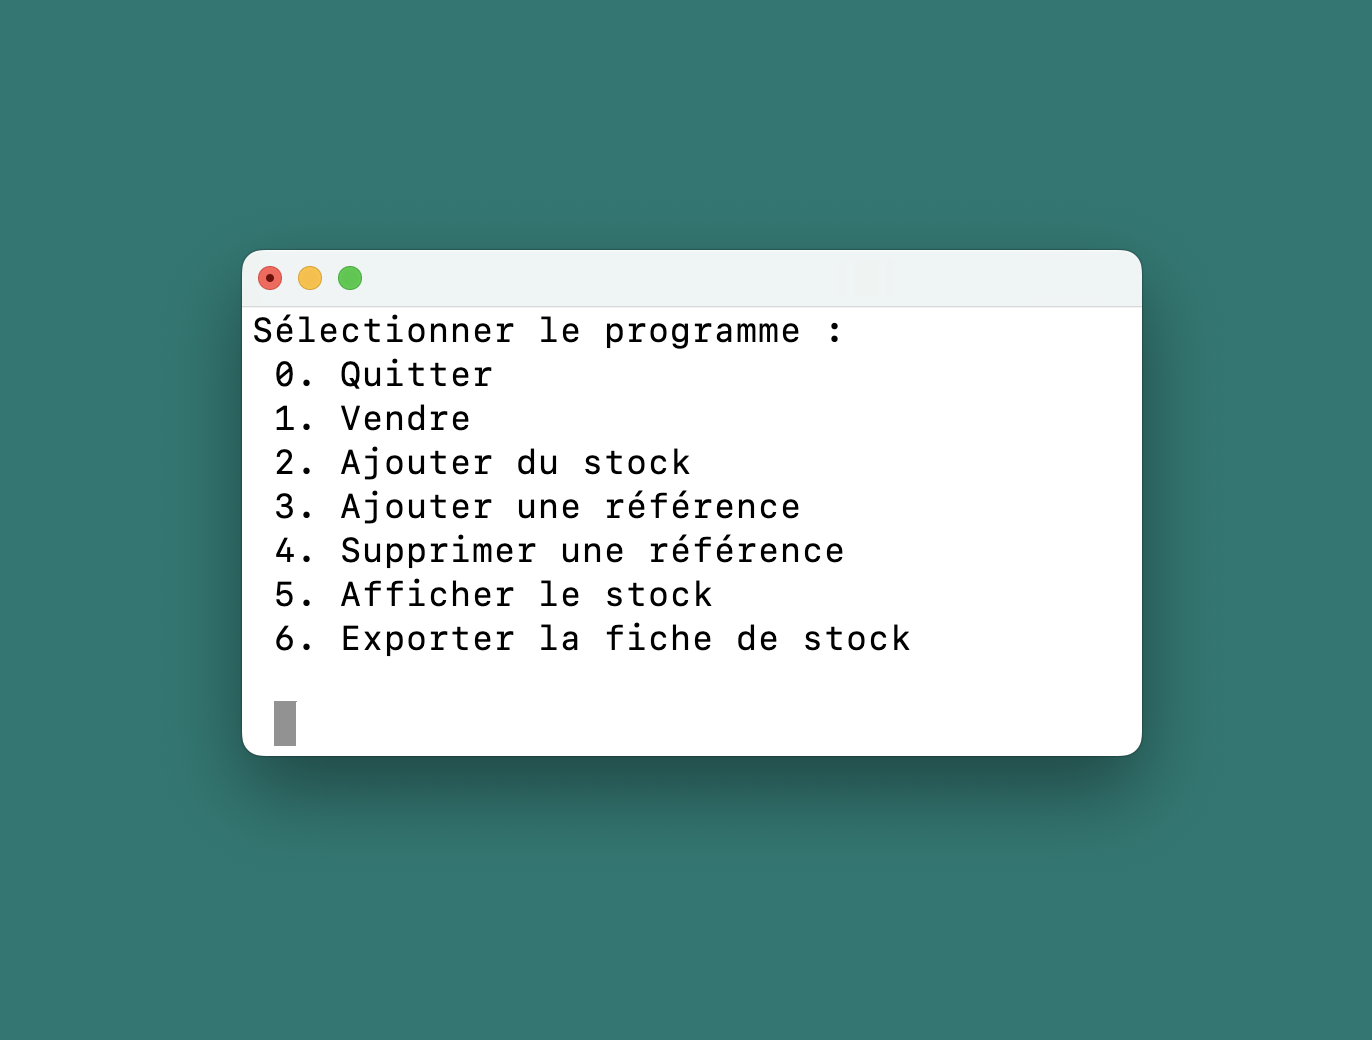 Sélectionner le programme :
0. Quitter
1. Vendre
2. Ajouter du stock
3. Ajouter une référence
4. Supprimer une référence
5. Afficher le stock
6. Exporter la fiche de stock